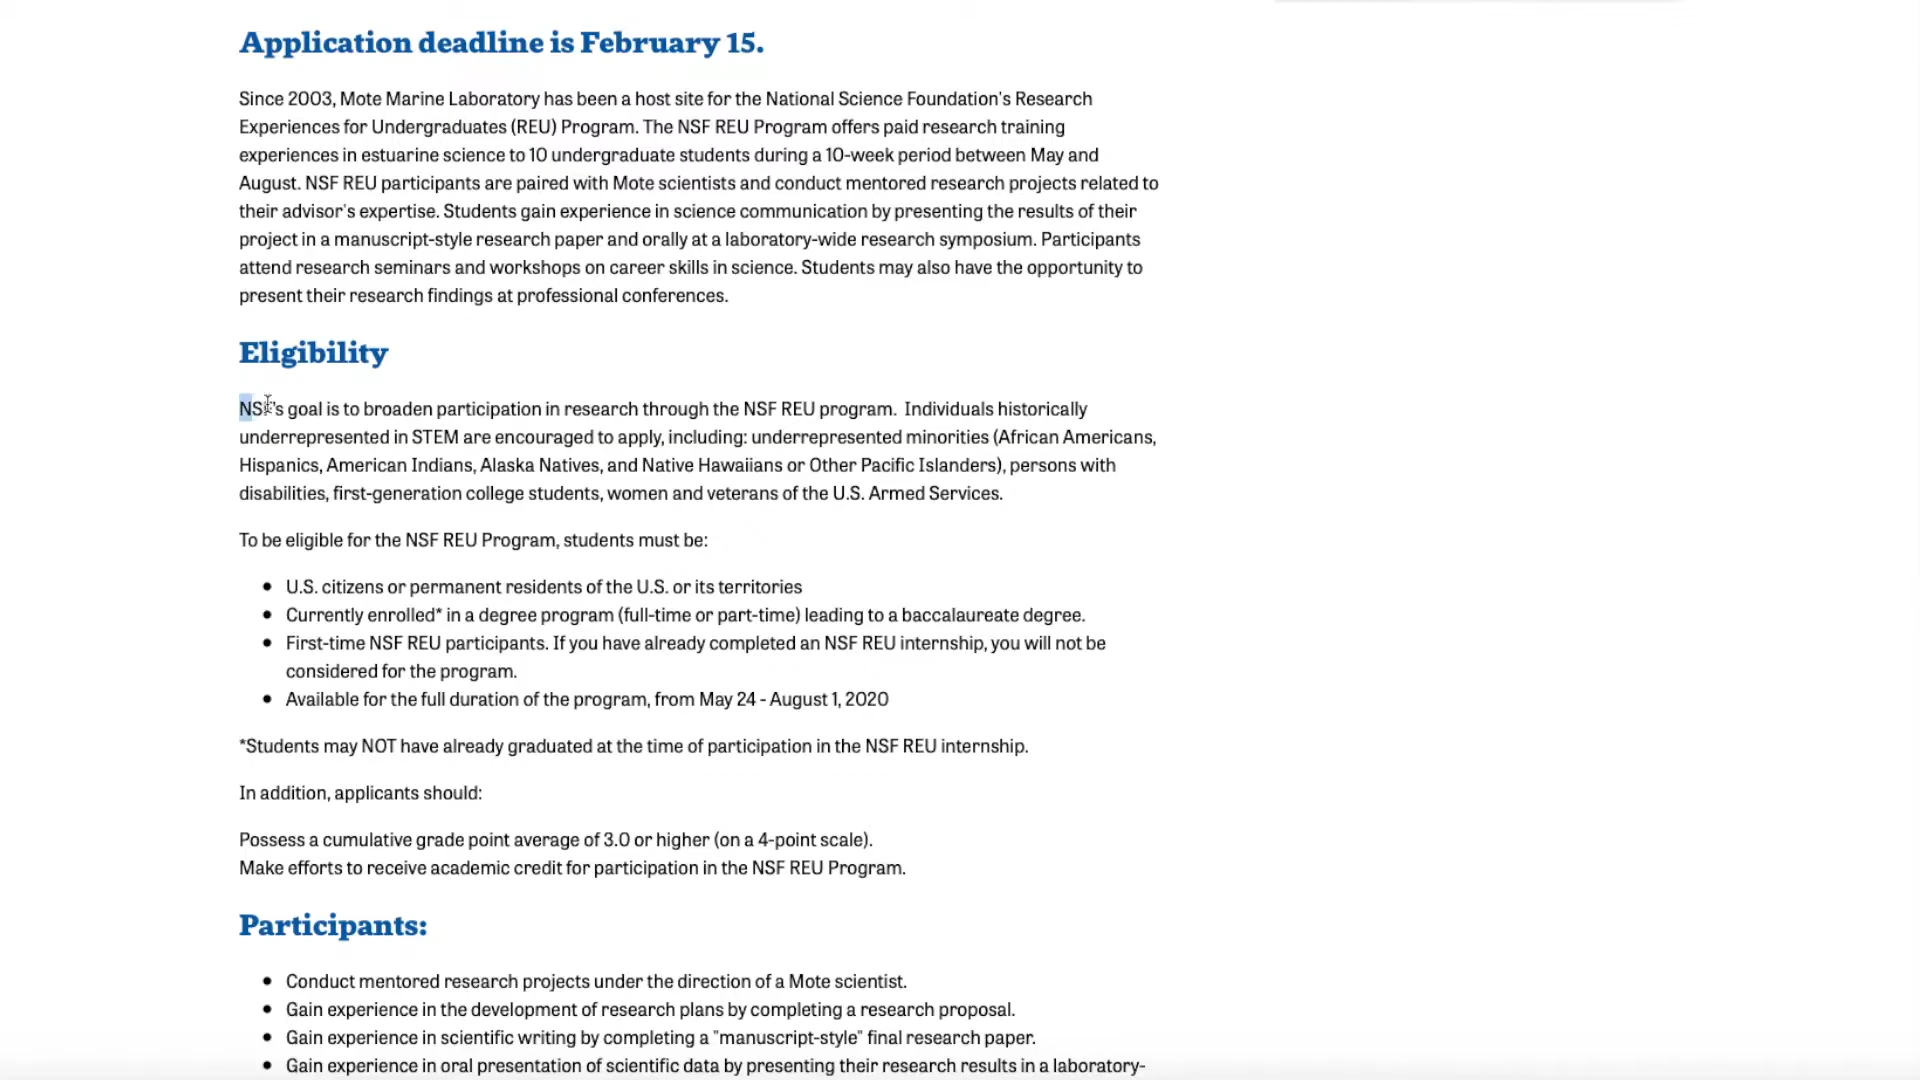 Application deadline is February 15.
Since 2003, Mote Marine Laboratory has been a host site for the National Science Foundation's Research
Experiences for Undergraduates (REU) Program. The NSF REU Program offers paid research training
experiences in estuarine science to 10 undergraduate students during a 10-week period between May and
August. NSF REU participants are paired with Mote scientists and conduct mentored research projects related to
their advisor's expertise. Students gain experience in science communication by presenting the results of their
project in a manuscript-style research paper and orally at a laboratory-wide research symposium. Participants
attend research seminars and workshops on career skills in science. Students may also have the opportunity to
present their research findings at professional conferences.
Eligibility
NSF's goal is to broaden participation in research through the NSF REU program.  Individuals historically
underrepresented in STEM are encouraged to apply, including: underrepresented minorities (African Americans,
Hispanics, American Indians, Alaska Natives, and Native Hawaiians or Other Pacific Islanders), persons with
disabilities, first-generation college students, women and veterans of the U.S. Armed Services.
To be eligible for the NSF REU Program, students must be:
• U.S. citizens or permanent residents of the U.S. or its territories
• Currently enrolled* in a degree program (full-time or part-time) leading to a baccalaureate degree.
• First-time NSF REU participants. If you have already completed an NSF REU internship, you will not be
considered for the program.
• Available for the full duration of the program, from May 24 - August 1, 2020
*Students may NOT have already graduated at the time of participation in the NSF REU internship.
In addition, applicants should:
Possess a cumulative grade point average of 3.0 or higher (on a 4-point scale).
Make efforts to receive academic credit for participation in the NSF REU Program.
Participants:
• Conduct mentored research projects under the direction of a Mote scientist.
• Gain experience in the development of research plans by completing a research proposal.
• Gain experience in scientific writing by completing a "manuscript-style" final research paper.
• Gain experience in oral presentation of scientific data by presenting their research results in a laboratory-